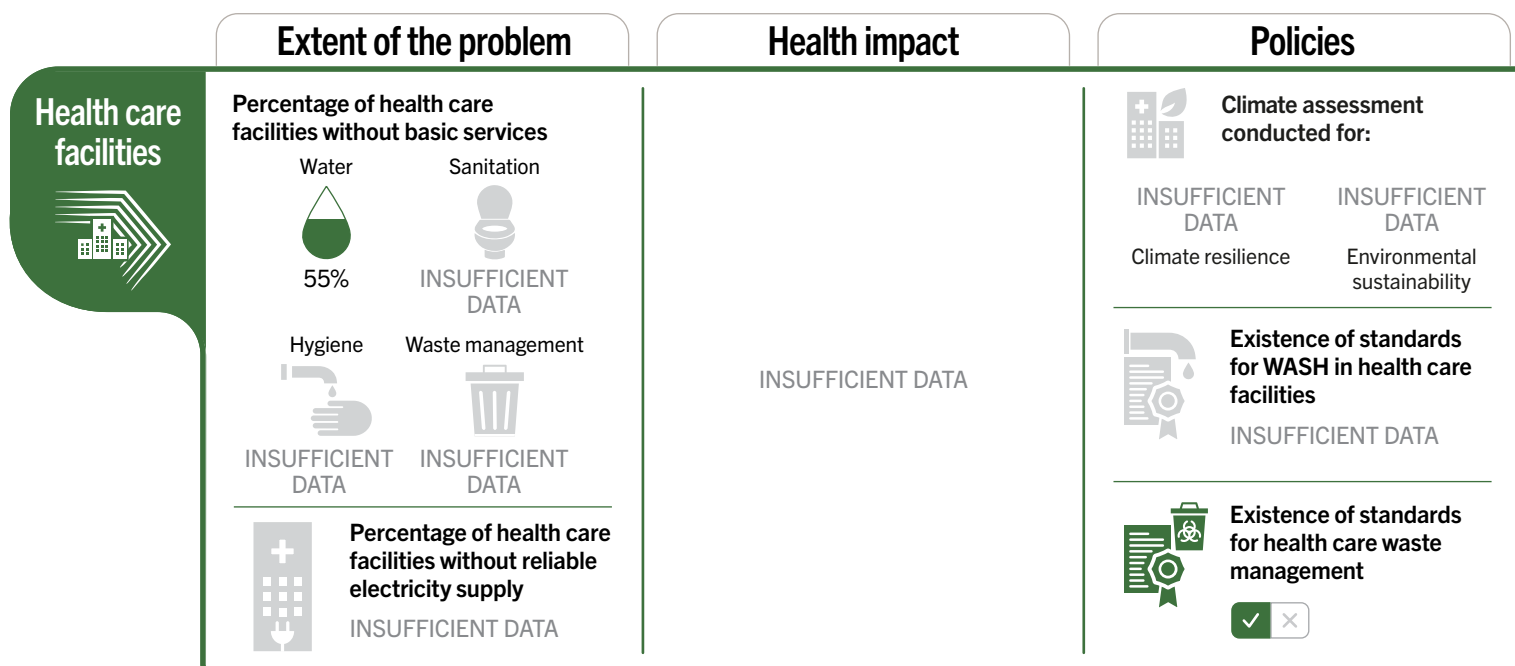 Extent of the problem
Health impact
Policies
Health care
facilities
Percentage of health care
facilities without basic services
Water
Sanitation
55%
INSUFFICIENT
DATA
Hygiene
Waste management
INSUFFICIENT
DATA
INSUFFICIENT
DATA
Percentage of health care
facilities without reliable
electricity supply
INSUFFICIENT DATA
INSUFFICIENT DATA
Climate assessment
conducted for:
INSUFFICIENT
DATA
Climate resilience
INSUFFICIENT
DATA
Environmental
sustainability
Existence of standards
for WASH in health care
facilities
INSUFFICIENT DATA
Existence of standards
for health care waste
management